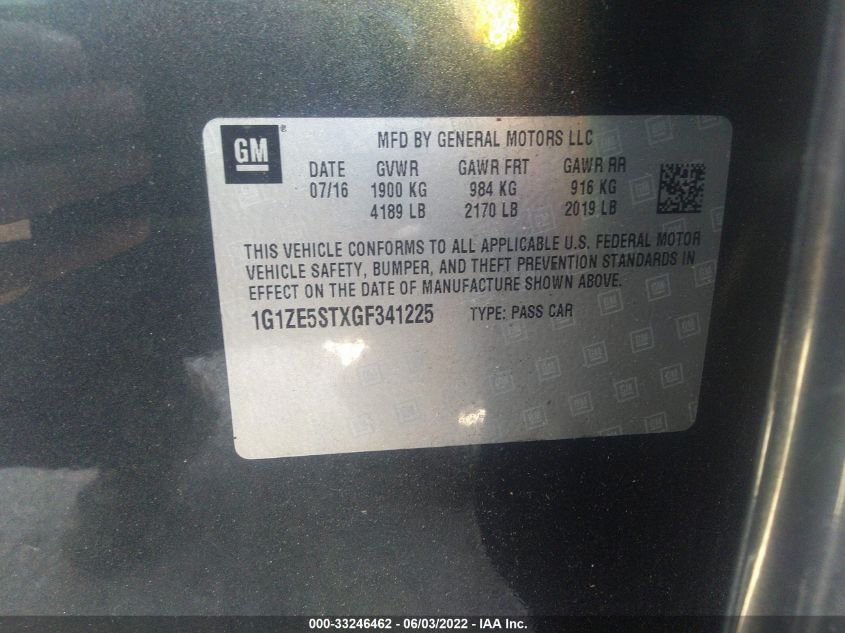 GM
MFD BY GENERAL MOTORS LLC
DATE GVWR GAWR FRT GAWR RR
07/16 1900 KG 984 KG 916 KG
4189 LB 2170 LB 2019 LB
THIS VEHICLE CONFORMS TO ALL APPLICABLE U.S. FEDERAL MOTOR
VEHICLE SAFETY, BUMPER, AND THEFT PREVENTION STANDARDS IN
EFFECT ON THE DATE OF MANUFACTURE SHOWN ABOVE.
1G1ZE5STXGF341225 TYPE: PASS CAR
000-33246462 - 06/03/2022 - IAA Inc.